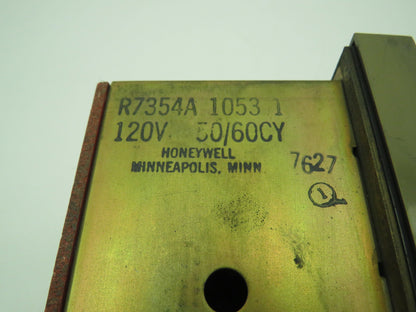 R7354A 1053 1
120V. 50/60CY
HONEYWELL
MINNEAPOLIS, MINN.
7627
1